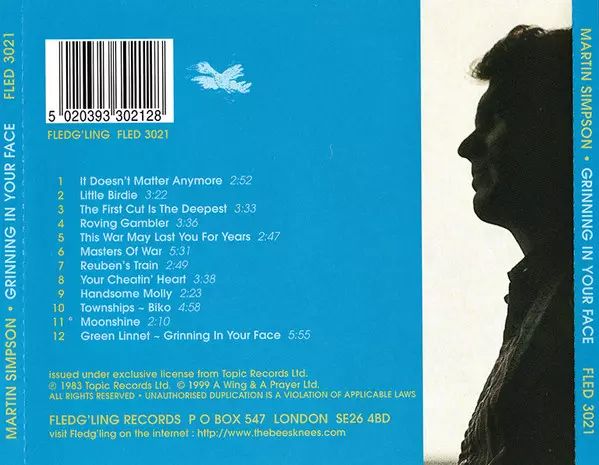 MARTIN SIMPSON • GRINNING IN YOUR FACE FLED 3021
5 020393 302128
FLEDG'LING FLED 3021
1 It Doesn't Matter Anymore 2:52
2 Little Birdie 3:22
3 The First Cut Is The Deepest 3:33
4 Roving Gambler 3:36
5 This War May Last You For Years 2:47
6 Masters Of War 5:31
7 Reuben's Train 2:49
8 Your Cheatin' Heart 3:38
9 Handsome Molly 2:23
10 Townships ~ Biko 4:58
11 * Moonshine 2:10
12 Green Linnet ~ Grinning In Your Face 5:55
issued under exclusive license from Topic Records Ltd.
℗ 1983 Topic Records Ltd. © 1999 A Wing & A Prayer Ltd.
ALL RIGHTS RESERVED • UNAUTHORISED DUPLICATION IS A VIOLATION OF APPLICABLE LAWS
FLEDG'LING RECORDS P O BOX 547 LONDON SE26 4BD
visit Fledg'ling on the internet : http://www.thebeesknees.com
MARTIN SIMPSON • GRINNING IN YOUR FACE FLED 3021